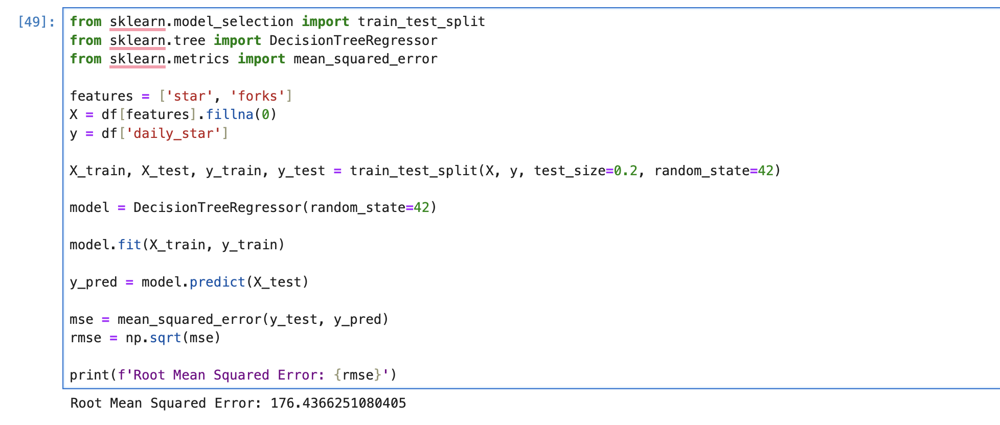 [49]:
from sklearn.model_selection import train_test_split
from sklearn.tree import DecisionTreeRegressor
from sklearn.metrics import mean_squared_error
features = ['star', 'forks']
X = df[features].fillna(0)
y = df['daily_star']
X_train, X_test, y_train, y_test = train_test_split(X, y, test_size=0.2, random_state=42)
model = DecisionTreeRegressor(random_state=42)
model.fit(X_train, y_train)
y_pred = model.predict(X_test)
mse = mean_squared_error(y_test, y_pred)
rmse = np.sqrt(mse)
print(f'Root Mean Squared Error: {rmse}')
Root Mean Squared Error: 176.4366251080405